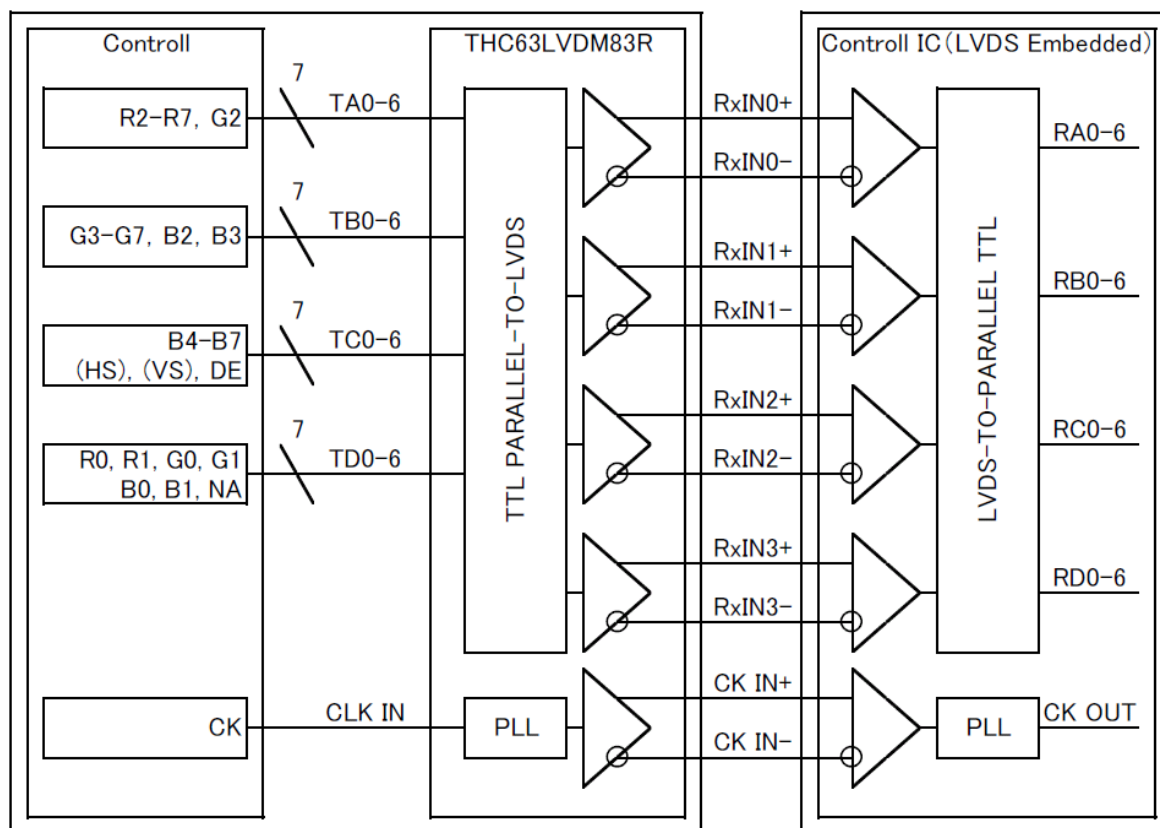 Controll
THC63LVDM83R
Controll IC(LVDS Embedded)
R2-R7, G2
7
TA0-6
G3-G7, B2, B3
7
TB0-6
B4-B7
(HS), (VS), DE
7
TC0-6
R0, R1, G0, G1
B0, B1, NA
7
TD0-6
TTL PARALLEL-TO-LVDS
RxIN0+
RxIN0-
RxIN1+
RxIN1-
RxIN2+
RxIN2-
RxIN3+
RxIN3-
LVDS-TO-PARALLEL TTL
RA0-6
RB0-6
RC0-6
RD0-6
CK
CLK IN
PLL
CK IN+
CK IN-
PLL
CK OUT